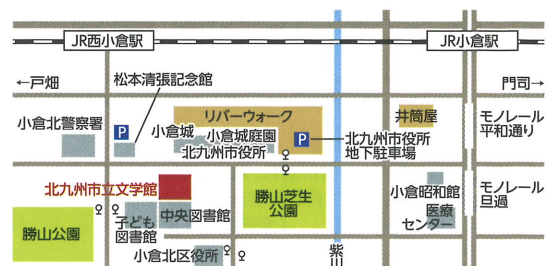 JR西小倉駅
JR小倉駅
←戸畑
門司→
松本清張記念館
小倉北警察署
P
リバーウォーク
井筒屋
モノレール
平和通り
小倉城
小倉城庭園
北九州市役所
P
北九州市役所
地下駐車場
北九州市立文学館
勝山芝生
公園
小倉昭和館
モノレール
旦過
子ども
図書館
中央図書館
医療
センター
勝山公園
小倉北区役所
紫川